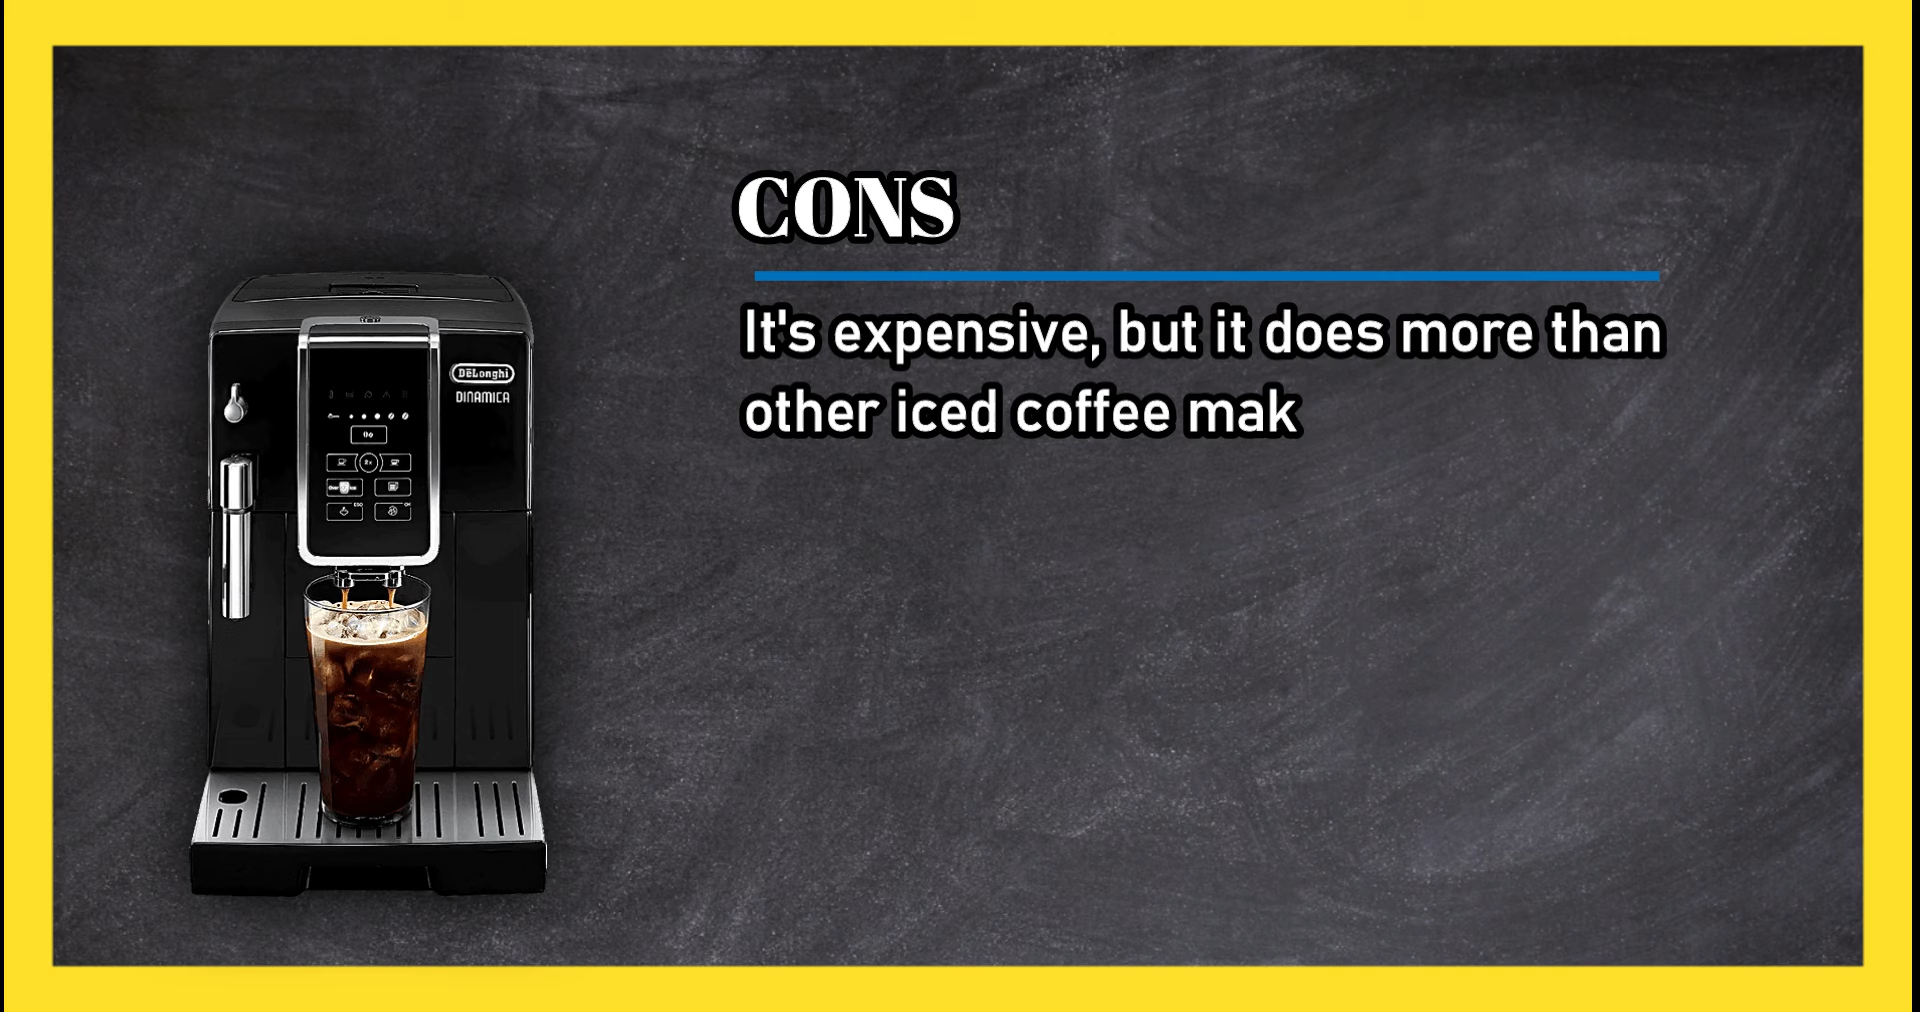 CONS
It's expensive, but it does more than
other iced coffee mak
DeLonghi
DINAMICA